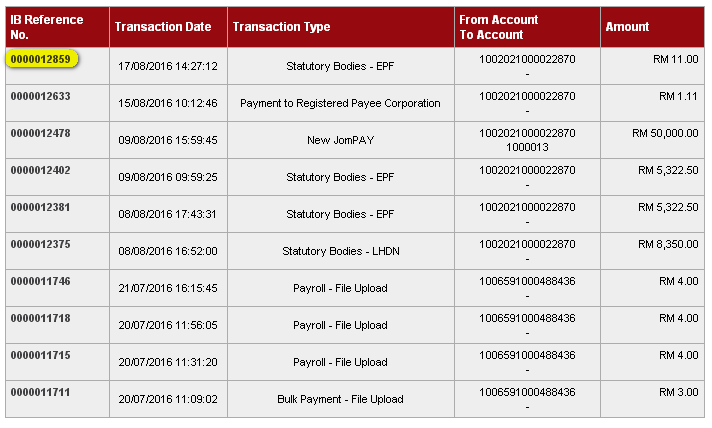 IB Reference No. Transaction Date Transaction Type From Account To Account Amount
0000012859 17/08/2016 14:27:12 Statutory Bodies - EPF 1002021000022870 - RM 11.00
0000012633 15/08/2016 10:12:46 Payment to Registered Payee Corporation 1002021000022870 - RM 1.11
0000012478 09/08/2016 15:59:45 New JomPAY 1002021000022870 1000013 RM 50,000.00
0000012402 09/08/2016 09:59:25 Statutory Bodies - EPF 1002021000022870 - RM 5,322.50
0000012381 08/08/2016 17:43:31 Statutory Bodies - EPF 1002021000022870 - RM 5,322.50
0000012375 08/08/2016 16:52:00 Statutory Bodies - LHDN 1002021000022870 - RM 8,350.00
0000011746 21/07/2016 16:15:45 Payroll - File Upload 1006591000488436 - RM 4.00
0000011718 20/07/2016 11:56:05 Payroll - File Upload 1006591000488436 - RM 4.00
0000011715 20/07/2016 11:31:20 Payroll - File Upload 1006591000488436 - RM 4.00
0000011711 20/07/2016 11:09:02 Bulk Payment - File Upload 1006591000488436 - RM 3.00